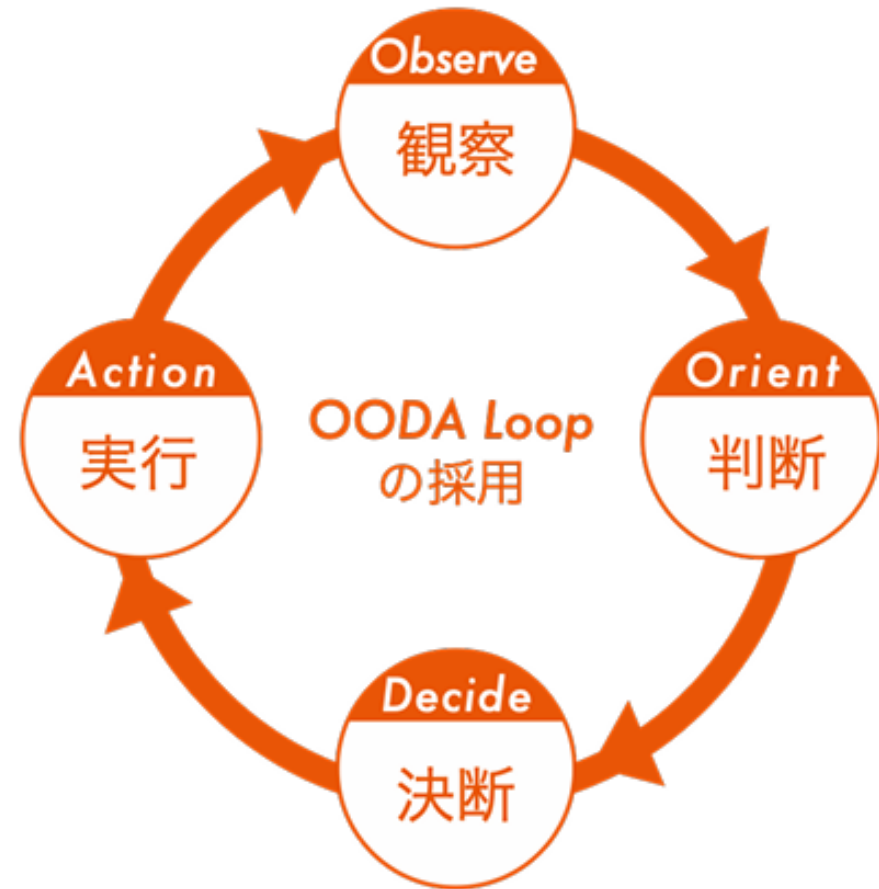 Observe
観察
Action
実行
OODA Loop
の採用
Orient
判断
Decide
決断